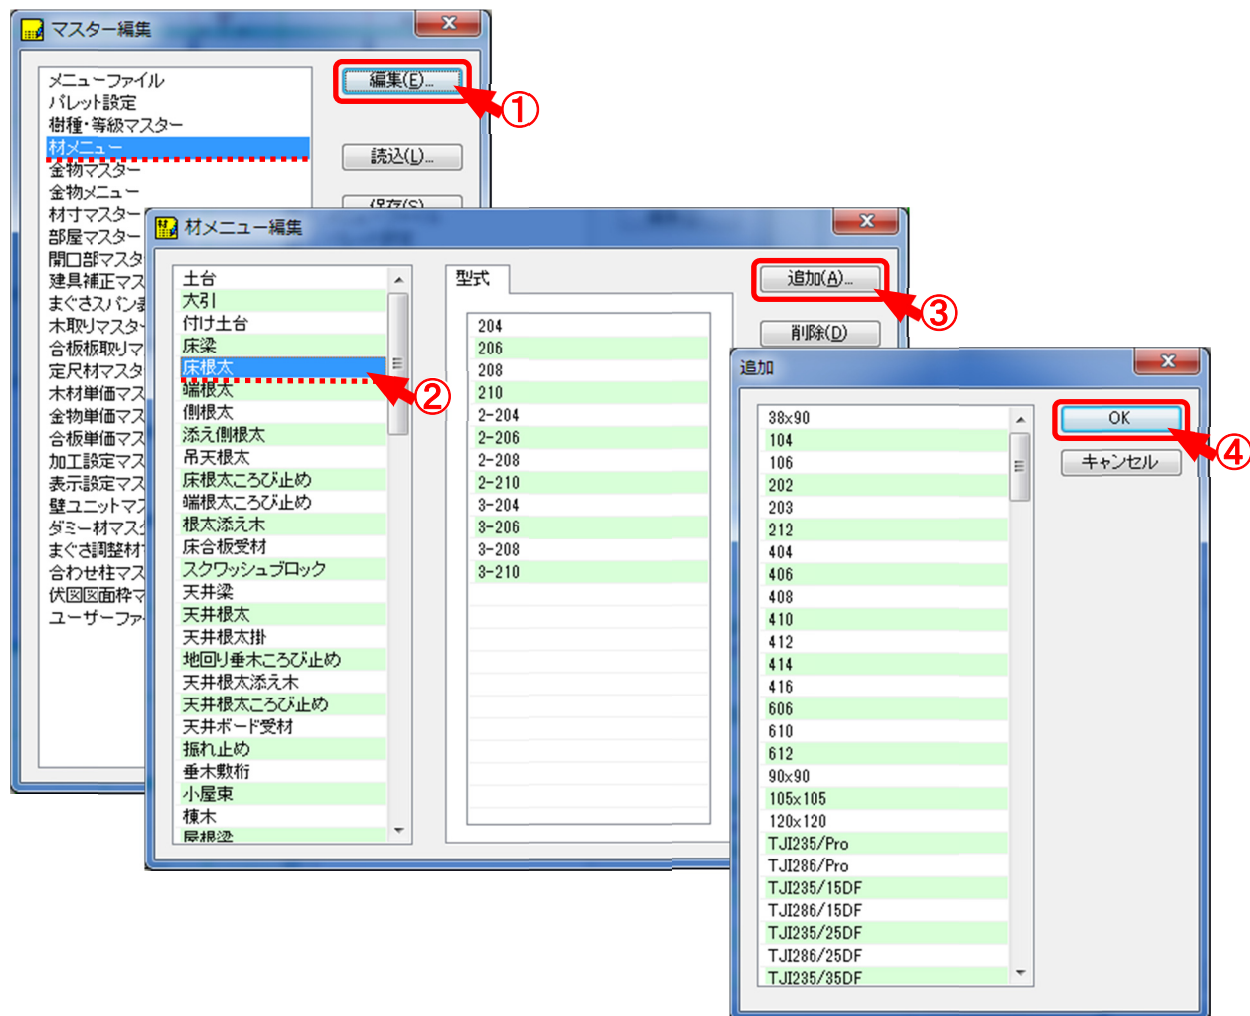 マスター編集
メニューファイル
パレット設定
樹種・等級マスター
材メニュー
金物マスター
金物メニュー
材寸マスター
部屋マスター
開口部マスタ
建具補正マス
まぐさスパン
木取りマスター
合板板取りマ
定尺材マスタ
木材単価マス
金物単価マス
合板単価マス
加工設定マス
表示設定マス
壁ユニットマ
ダミー材マス
まぐさ調整材
合わせ柱マス
伏図図面枠マ
ユーザーファ
編集(E)...
①
読込(L)...
保存(S)
材メニュー編集
土台
大引
付け土台
床梁
床根太
②
端根太
側根太
添え側根太
吊天根太
床根太ころび止め
端根太ころび止め
根太添え木
床合板受材
スクワッシュブロック
天井梁
天井根太
天井根太掛
地回り垂木ころび止め
天井根太添え木
天井根太ころび止め
天井ボード受材
振れ止め
垂木敷桁
小屋束
棟木
屋根梁
型式
204
206
208
210
2-204
2-206
2-208
2-210
3-204
3-206
3-208
3-210
追加(A)...
③
削除(D)
追加
38x90
104
106
202
203
212
404
406
408
410
412
414
416
606
610
612
90x90
105x105
120x120
TJI235/Pro
TJI286/Pro
TJI235/15DF
TJI286/15DF
TJI235/25DF
TJI286/25DF
TJI235/35DF
OK
④
キャンセル